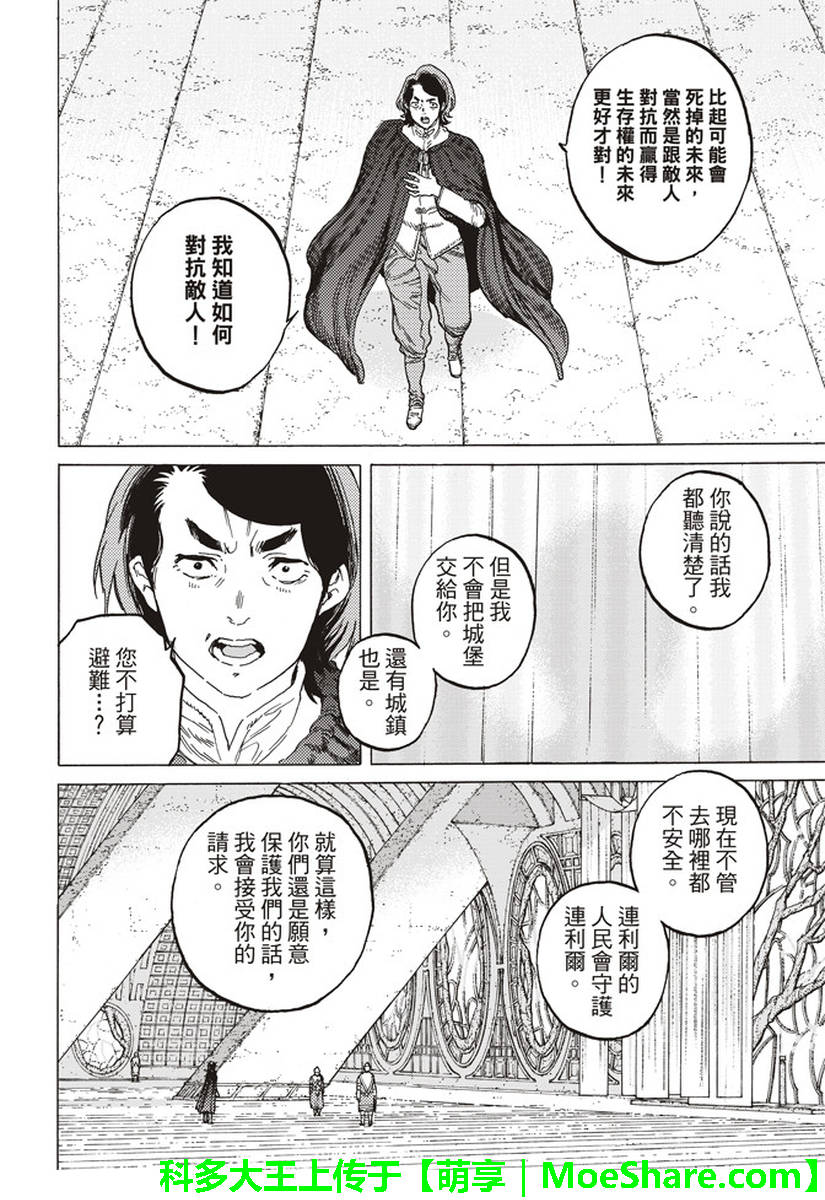 比起可能會
死掉的未來，
當然是跟敵人
對抗而贏得
生存權的未來
更好才對！
我知道如何
對抗敵人！
你說的話我
都聽清楚了。
但是我
不會把城堡
交給你。
還有城鎮
也是。
您不打算
避難…？
現在不管
去哪裡都
不安全。
連利爾的
人民會守護
連利爾。
就算這樣，
你們還是願意
保護我們的話，
我會接受你的
請求。
科多大王上传于【萌享｜MoeShare.com】